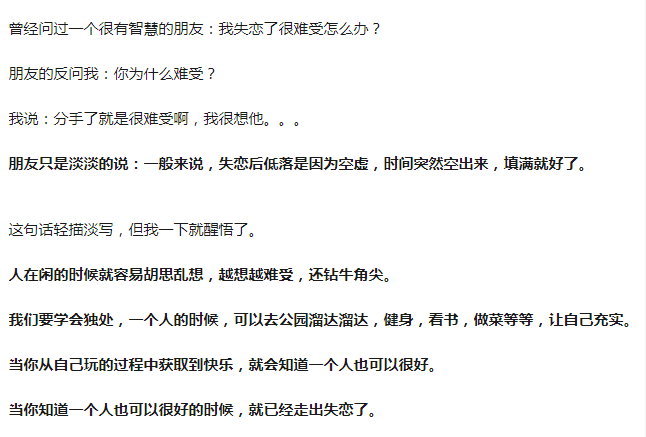 曾经问过一个很有智慧的朋友：我失恋了很难受怎么办？
朋友的反问我：你为什么难受？
我说：分手了就是很难受啊，我很想他。。。
朋友只是淡淡的说：一般来说，失恋后低落是因为空虚，时间突然空出来，填满就好了。
这句话轻描淡写，但我一下就醒悟了。
人在闲的时候就容易胡思乱想，越想越难受，还钻牛角尖。
我们要学会独处，一个人的时候，可以去公园溜达溜达，健身，看书，做菜等等，让自己充实。
当你从自己玩的过程中获取到快乐，就会知道一个人也可以很好。
当你知道一个人也可以很好的时候，就已经走出失恋了。